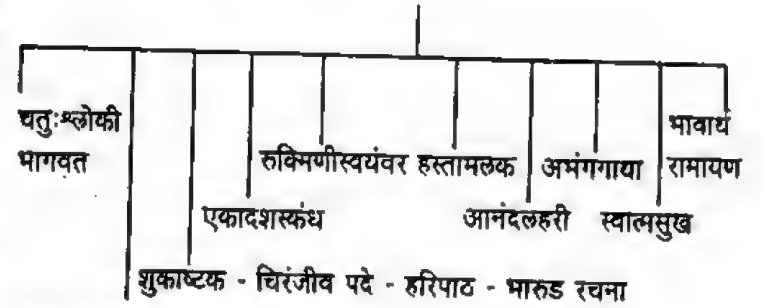 चतुःश्लोकी
भागवत
भावार्थ
रामायण
रुक्मिणीस्वयंवर हस्तामलक अभंगगाथा
एकादशस्कंध आनंदलहरी स्वात्मसुख
शुकाष्टक - चिरंजीव पदे - हरिपाठ - भारुड रचना